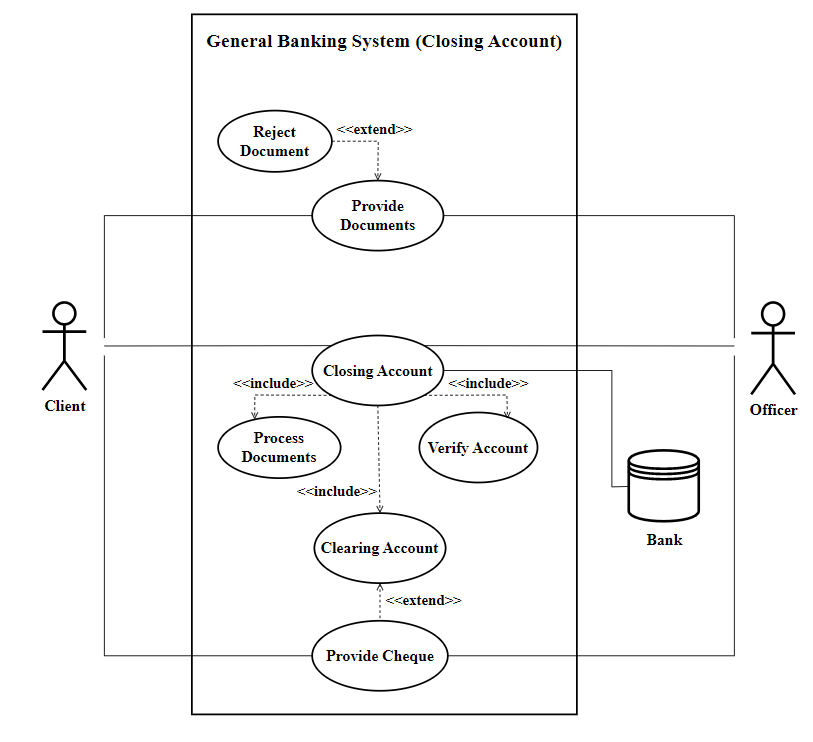 General Banking System (Closing Account)
<<extend>>
Reject
Document
Provide
Documents
Closing Account
<<include>>
<<include>>
Client
Officer
Process
Documents
Verify Account
<<include>>
Clearing Account
Bank
<<extend>>
Provide Cheque